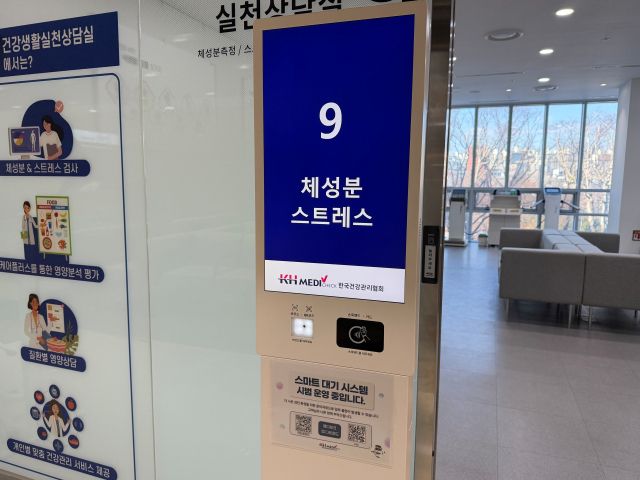 실천상담실
체성분측정 / 스
건강생활실천상담실
에서는?
체성분 & 스트레스 검사
FOOD
케어플러스를 통한 영양분석 평가
질환별 영양상담
개인별 맞춤 건강관리 서비스 제공
9
체성분
스트레스
KH MEDI CHECK 한국건강관리협회
스마트 대기 시스템
시범 운영 중입니다.